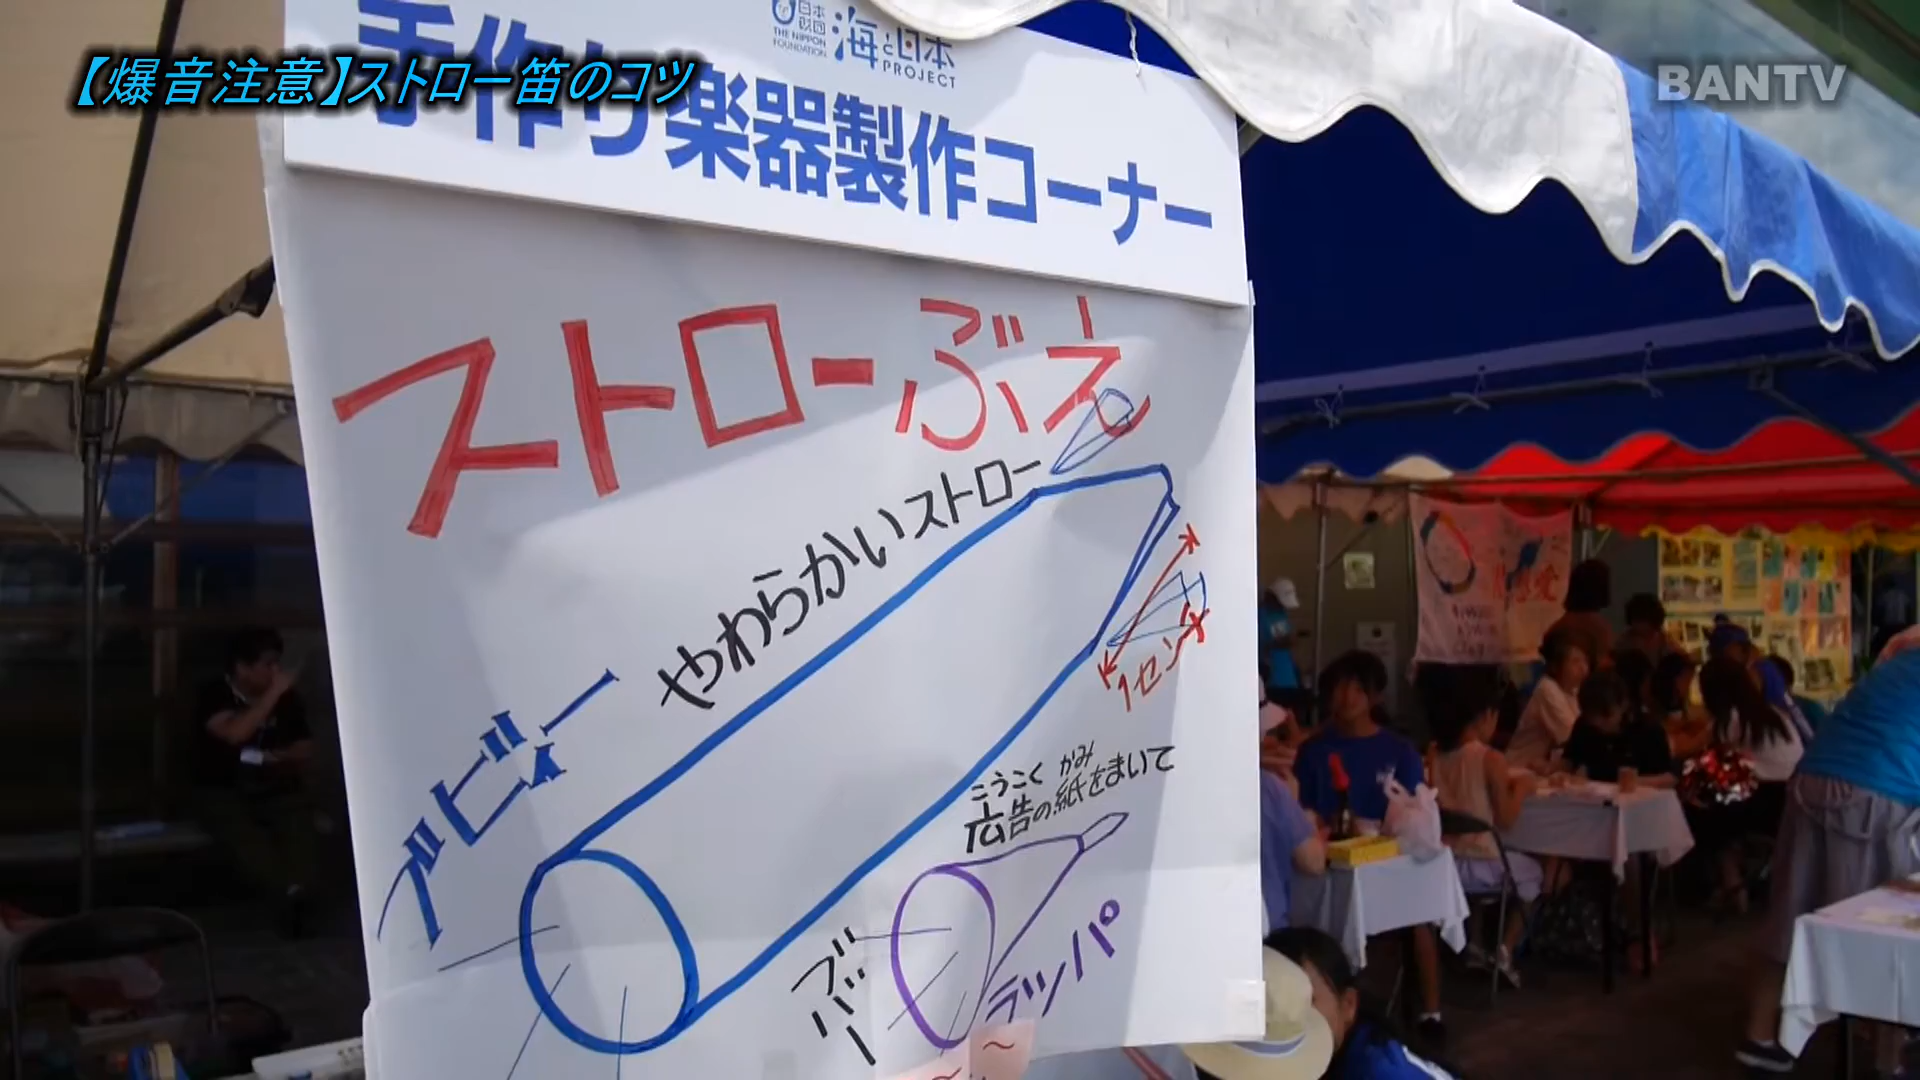 【爆音注意】ストロー笛のコツ
BANTV
日本財団
THE NIPPON FOUNDATION
海と日本
PROJECT
手作り楽器製作コーナー
ストローぶえ
やわらかいストロー
1センチ
ブビィー
こうこく かみ
広告の紙をまいて
ラッパ
ブバー